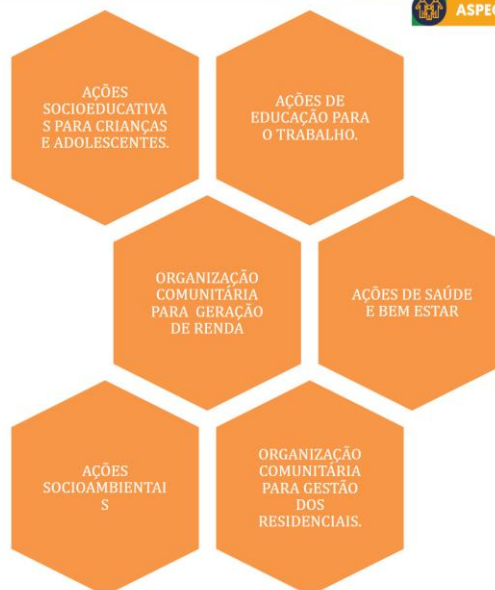 ASPEC
AÇÕES
SOCIOEDUCATIVA
S PARA CRIANÇAS
E ADOLESCENTES.
AÇÕES DE
EDUCAÇÃO PARA
O TRABALHO.
ORGANIZAÇÃO
COMUNITÁRIA
PARA GERAÇÃO
DE RENDA
AÇÕES DE SAÚDE
E BEM ESTAR
AÇÕES
SOCIOAMBIENTAI
S
ORGANIZAÇÃO
COMUNITÁRIA
PARA GESTÃO
DOS
RESIDENCIAIS.